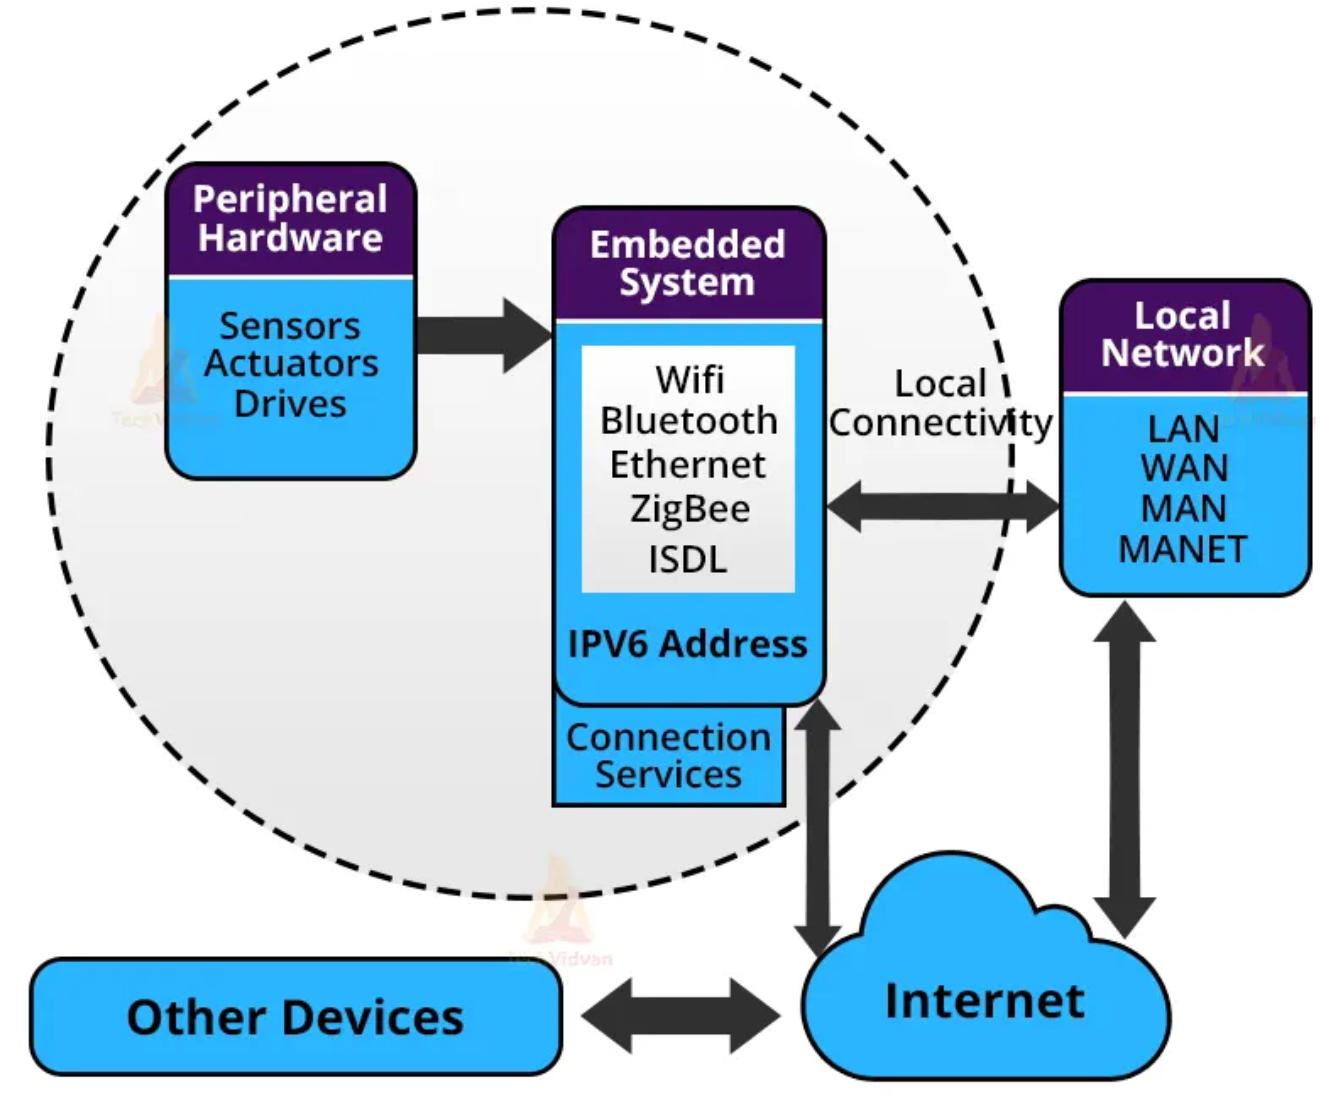 Peripheral
Hardware
Sensors
Actuators
Drives
Embedded
System
Wifi
Bluetooth
Ethernet
ZigBee
ISDL
IPV6 Address
Connection
Services
Local
Connectivity
Local
Network
LAN
WAN
MAN
MANET
Other Devices
Internet
Tech Vidvan